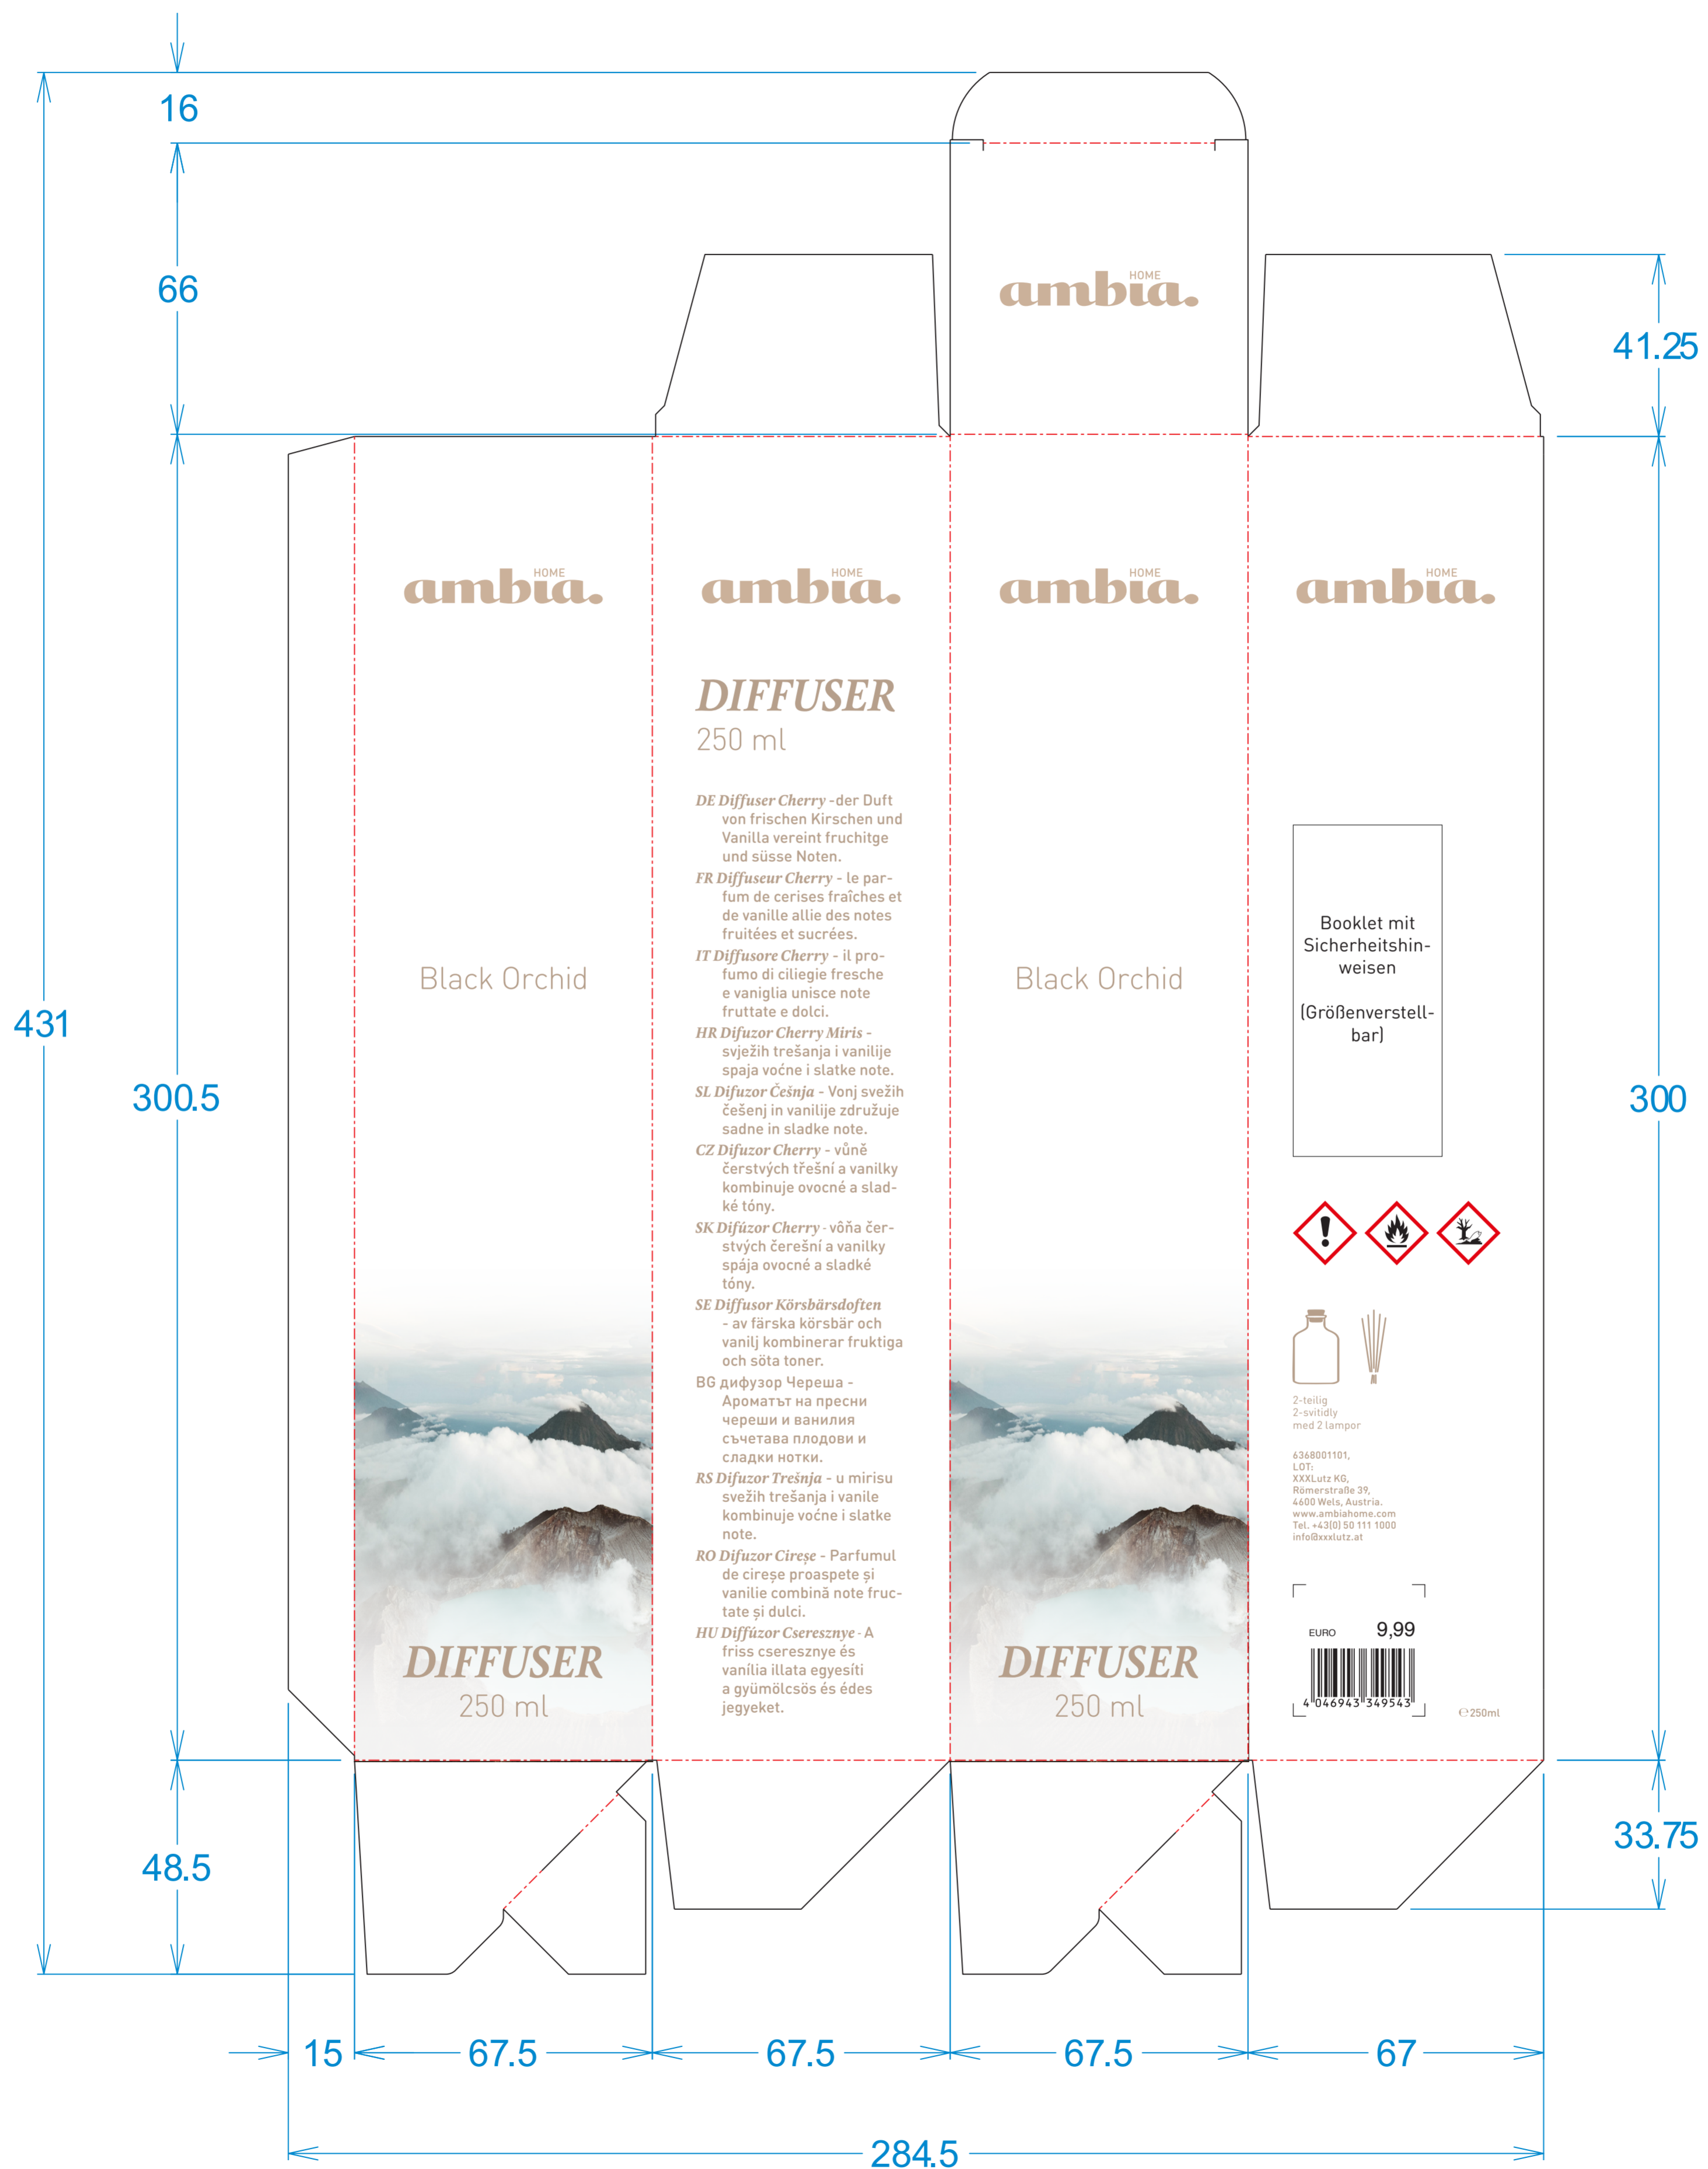 16
66
41.25
431
300.5
300
48.5
33.75
15
67.5
67.5
67.5
67
284.5
HOME
ambia.
HOME
ambia.
Black Orchid
DIFFUSER
250 ml
HOME
ambia.
DIFFUSER
250 ml
DE Diffuser Cherry -der Duft
von frischen Kirschen und
Vanilla vereint fruchitge
und süsse Noten.
FR Diffuseur Cherry - le par-
fum de cerises fraîches et
de vanille allie des notes
fruitées et sucrées.
IT Diffusore Cherry - il pro-
fumo di ciliegie fresche
e vaniglia unisce note
fruttate e dolci.
HR Difuzor Cherry Miris -
svježih trešanja i vanilije
spaja voćne i slatke note.
SL Difuzor Češnja - Vonj svežih
češenj in vanilije združuje
sadne in sladke note.
CZ Difuzor Cherry - vůně
čerstvých třešní a vanilky
kombinuje ovocné a slad-
ké tóny.
SK Difúzor Cherry - vôňa čer-
stvých čerešní a vanilky
spája ovocné a sladké
tóny.
SE Diffusor Körsbärsdoften
- av färska körsbär och
vanilj kombinerar fruktiga
och söta toner.
BG дифузор Череша -
Ароматът на пресни
череши и ванилия
съчетава плодови и
сладки нотки.
RS Difuzor Trešnja - u mirisu
svežih trešanja i vanile
kombinuje voćne i slatke
note.
RO Difuzor Cireșe - Parfumul
de cireșe proaspete și
vanilie combină note fruc-
tate și dulci.
HU Diffúzor Cseresznye - A
friss cseresznye és
vanília illata egyesíti
a gyümölcsös és édes
jegyeket.
HOME
ambia.
Black Orchid
DIFFUSER
250 ml
HOME
ambia.
Booklet mit
Sicherheitshin-
weisen
(Größenverstell-
bar)
2-teilig
2-svitidly
med 2 lampor
6368001101,
LOT:
XXXLutz KG,
Römerstraße 39,
4600 Wels, Austria.
www.ambiahome.com
Tel. +43(0) 50 111 1000
info@xxxlutz.at
EURO 9,99
4 046943 349543
℮250ml